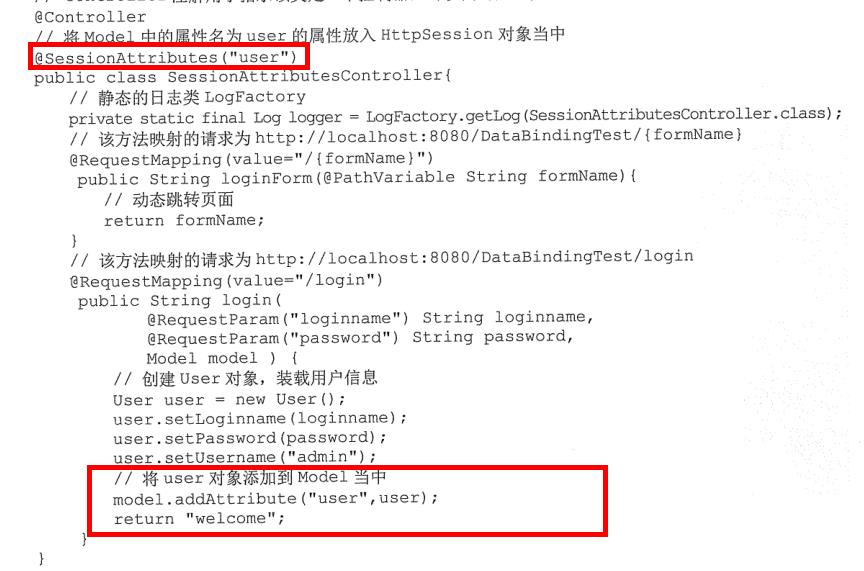 @Controller
// 将 Model 中的属性名为 user 的属性放入 HttpSession 对象当中
@SessionAttributes("user")
public class SessionAttributesController{
// 静态的日志类 LogFactory
private static final Log logger = LogFactory.getLog(SessionAttributesController.class);
// 该方法映射的请求为 http://localhost:8080/DataBindingTest/{formName}
@RequestMapping(value="/{formName}")
public String loginForm(@PathVariable String formName){
// 动态跳转页面
return formName;
}
// 该方法映射的请求为 http://localhost:8080/DataBindingTest/login
@RequestMapping(value="/login")
public String login(
@RequestParam("loginname") String loginname,
@RequestParam("password") String password,
Model model ) {
// 创建 User 对象，装载用户信息
User user = new User();
user.setLoginname(loginname);
user.setPassword(password);
user.setUsername("admin");
// 将 user 对象添加到 Model 当中
model.addAttribute("user",user);
return "welcome";
}
}